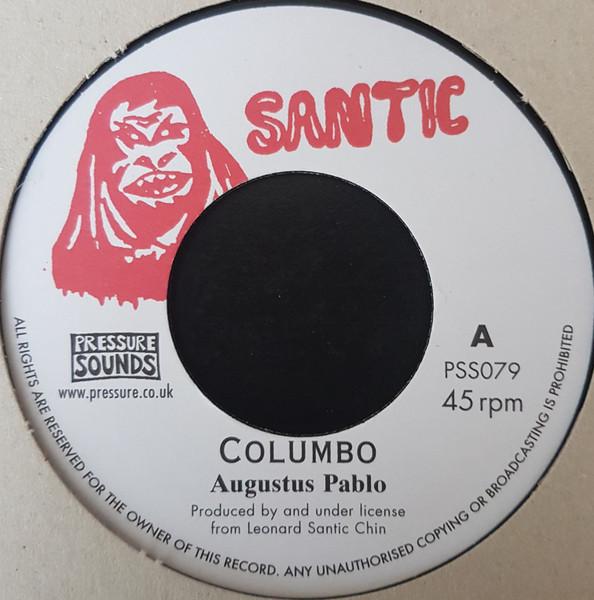 SANTIC
PRESSURE
SOUNDS
www.pressure.co.uk
A
PSS079
45 rpm
COLUMBO
Augustus Pablo
Produced by and under license
from Leonard Santic Chin
ALL RIGHTS ARE RESERVED FOR THE OWNER OF THIS RECORD. ANY UNAUTHORISED COPYING OR BROADCASTING IS PROHIBITED